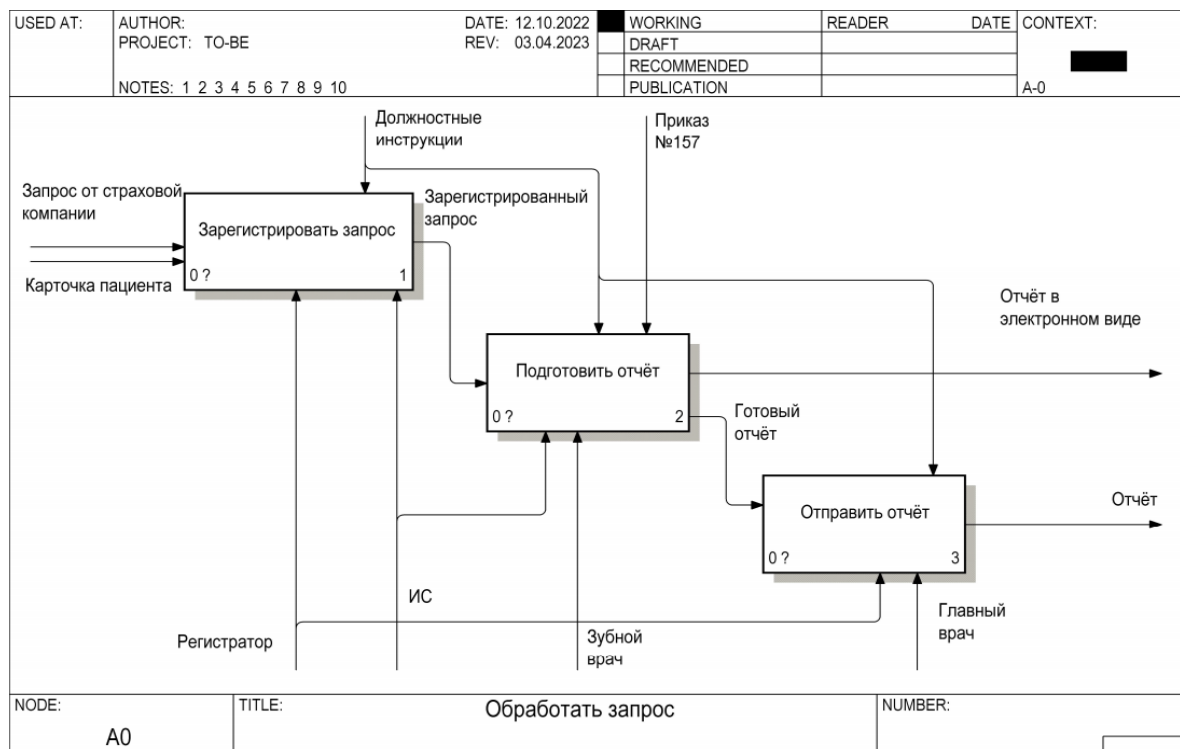 USED AT:
AUTHOR:
DATE: 12.10.2022
WORKING
READER
DATE
CONTEXT:
PROJECT: TO-BE
REV: 03.04.2023
DRAFT
RECOMMENDED
NOTES: 1 2 3 4 5 6 7 8 9 10
PUBLICATION
A-0
Должностные
инструкции
Приказ
№157
Запрос от страховой
компании
Зарегистрированный
запрос
Зарегистрировать запрос
0 ?
1
Карточка пациента
Отчёт в
электронном виде
Подготовить отчёт
0 ?
2
Готовый
отчёт
Отчёт
Отправить отчёт
0 ?
3
ИС
Регистратор
Зубной
врач
Главный
врач
NODE:
TITLE:
Обработать запрос
NUMBER:
A0